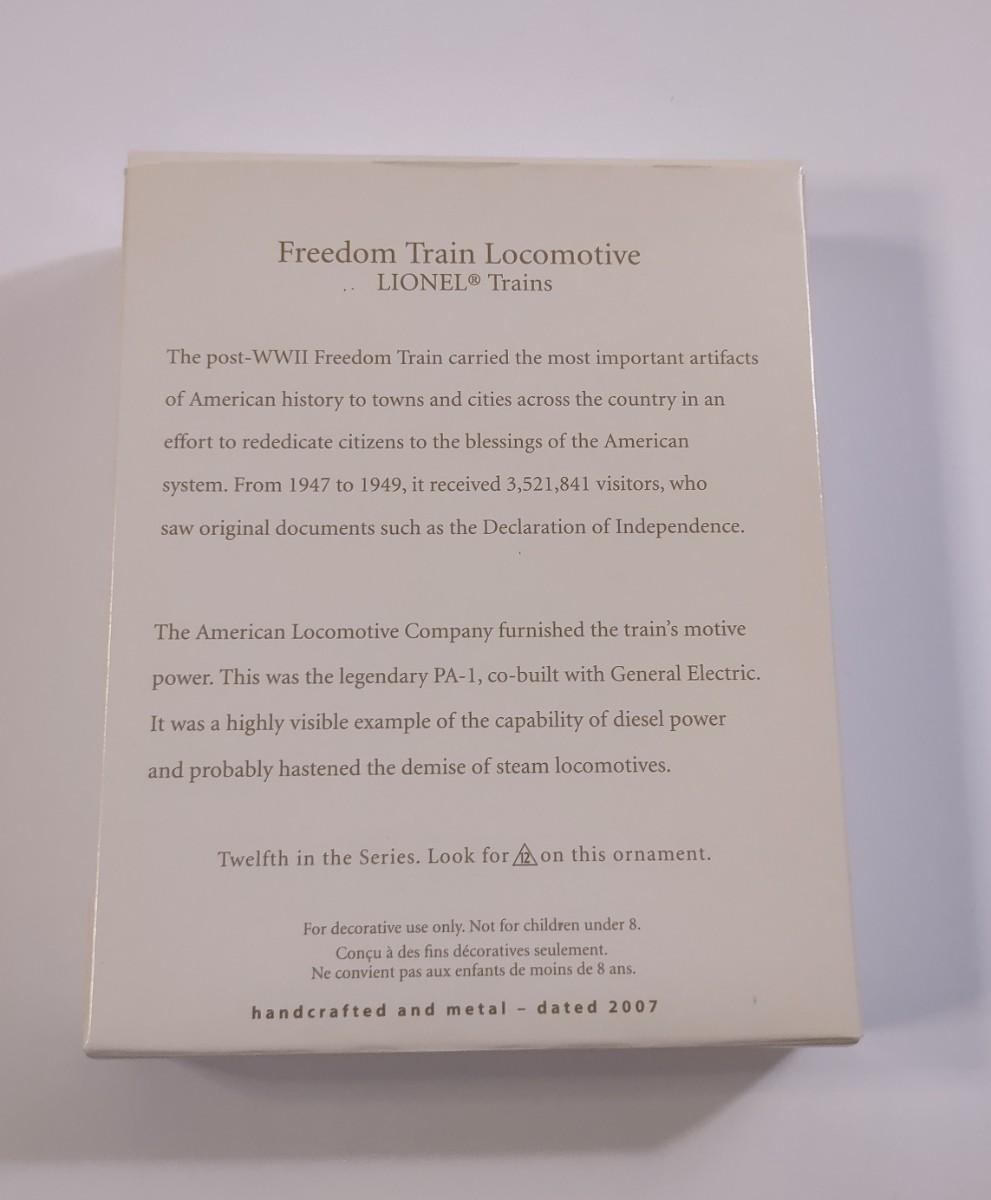 Freedom Train Locomotive
LIONEL® Trains
The post-WWII Freedom Train carried the most important artifacts
of American history to towns and cities across the country in an
effort to rededicate citizens to the blessings of the American
system. From 1947 to 1949, it received 3,521,841 visitors, who
saw original documents such as the Declaration of Independence.
The American Locomotive Company furnished the train's motive
power. This was the legendary PA-1, co-built with General Electric.
It was a highly visible example of the capability of diesel power
and probably hastened the demise of steam locomotives.
Twelfth in the Series. Look for 12 on this ornament.
For decorative use only. Not for children under 8.
Conçu à des fins décoratives seulement.
Ne convient pas aux enfants de moins de 8 ans.
handcrafted and metal – dated 2007